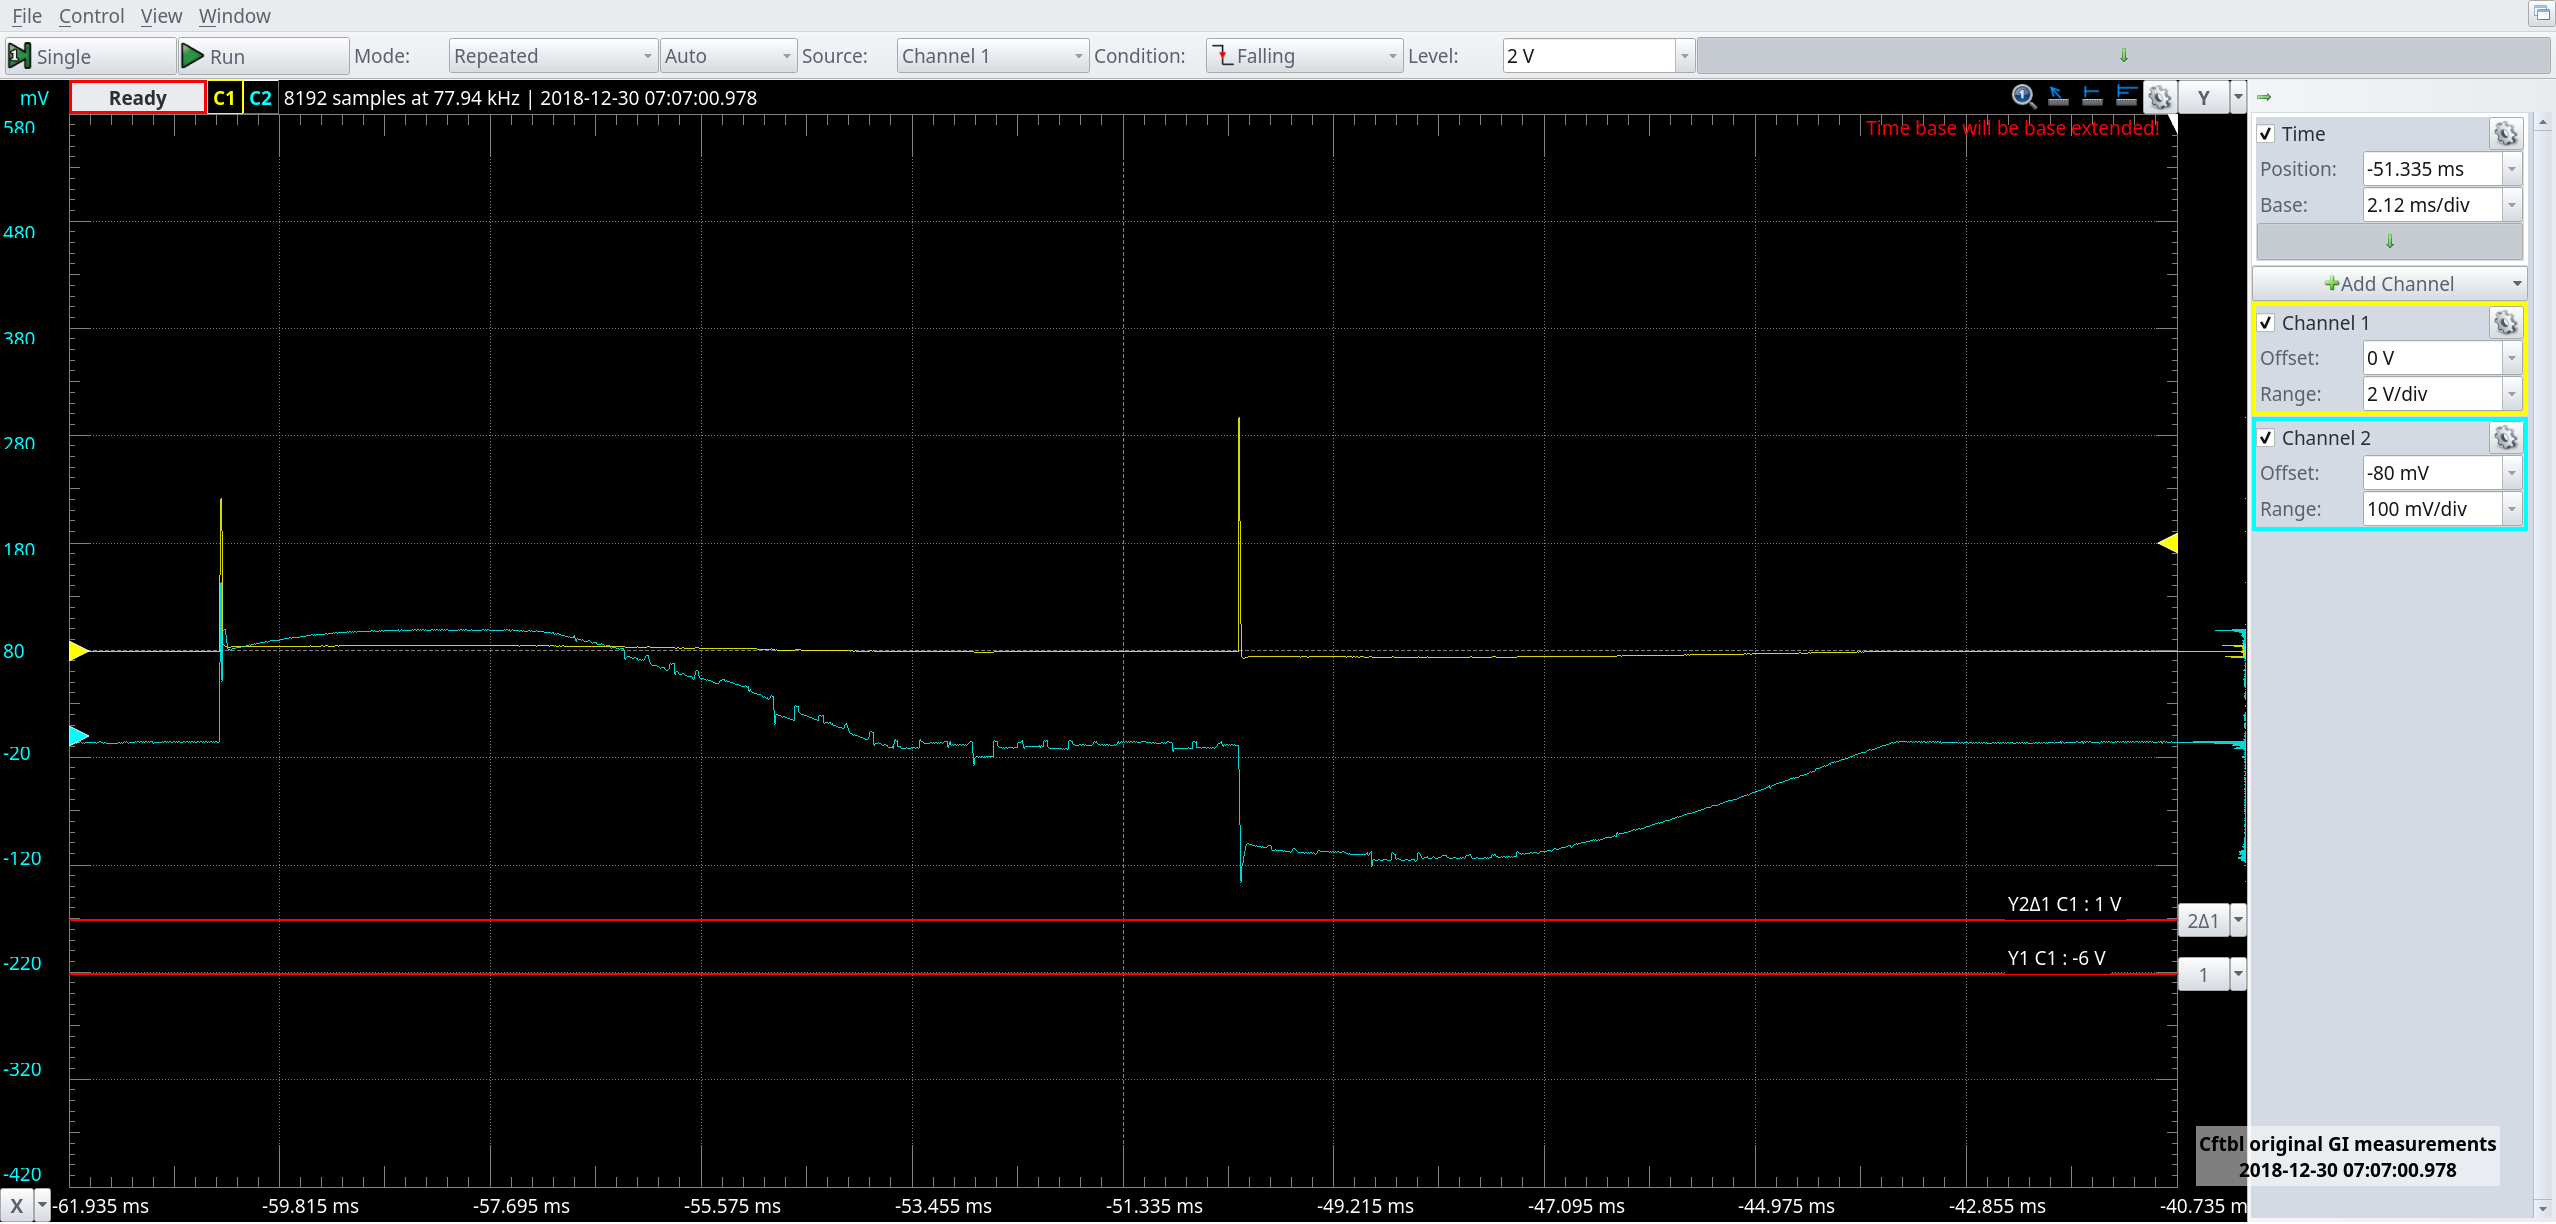 File Control View Window
Single Run Mode: Repeated Auto Source: Channel 1 Condition: Falling Level: 2 V
mV Ready C1 C2 8192 samples at 77.94 kHz | 2018-12-30 07:07:00.978 Y
Time base will be base extended!
580
480
380
280
180
80
-20
-120
-220
-320
-420
Y2Δ1 C1 : 1 V
2Δ1
Y1 C1 : -6 V
1
X -61.935 ms -59.815 ms -57.695 ms -55.575 ms -53.455 ms -51.335 ms -49.215 ms -47.095 ms -44.975 ms -42.855 ms -40.735 m
Time
Position: -51.335 ms
Base: 2.12 ms/div
Add Channel
Channel 1
Offset: 0 V
Range: 2 V/div
Channel 2
Offset: -80 mV
Range: 100 mV/div
Cftbl original GI measurements
2018-12-30 07:07:00.978